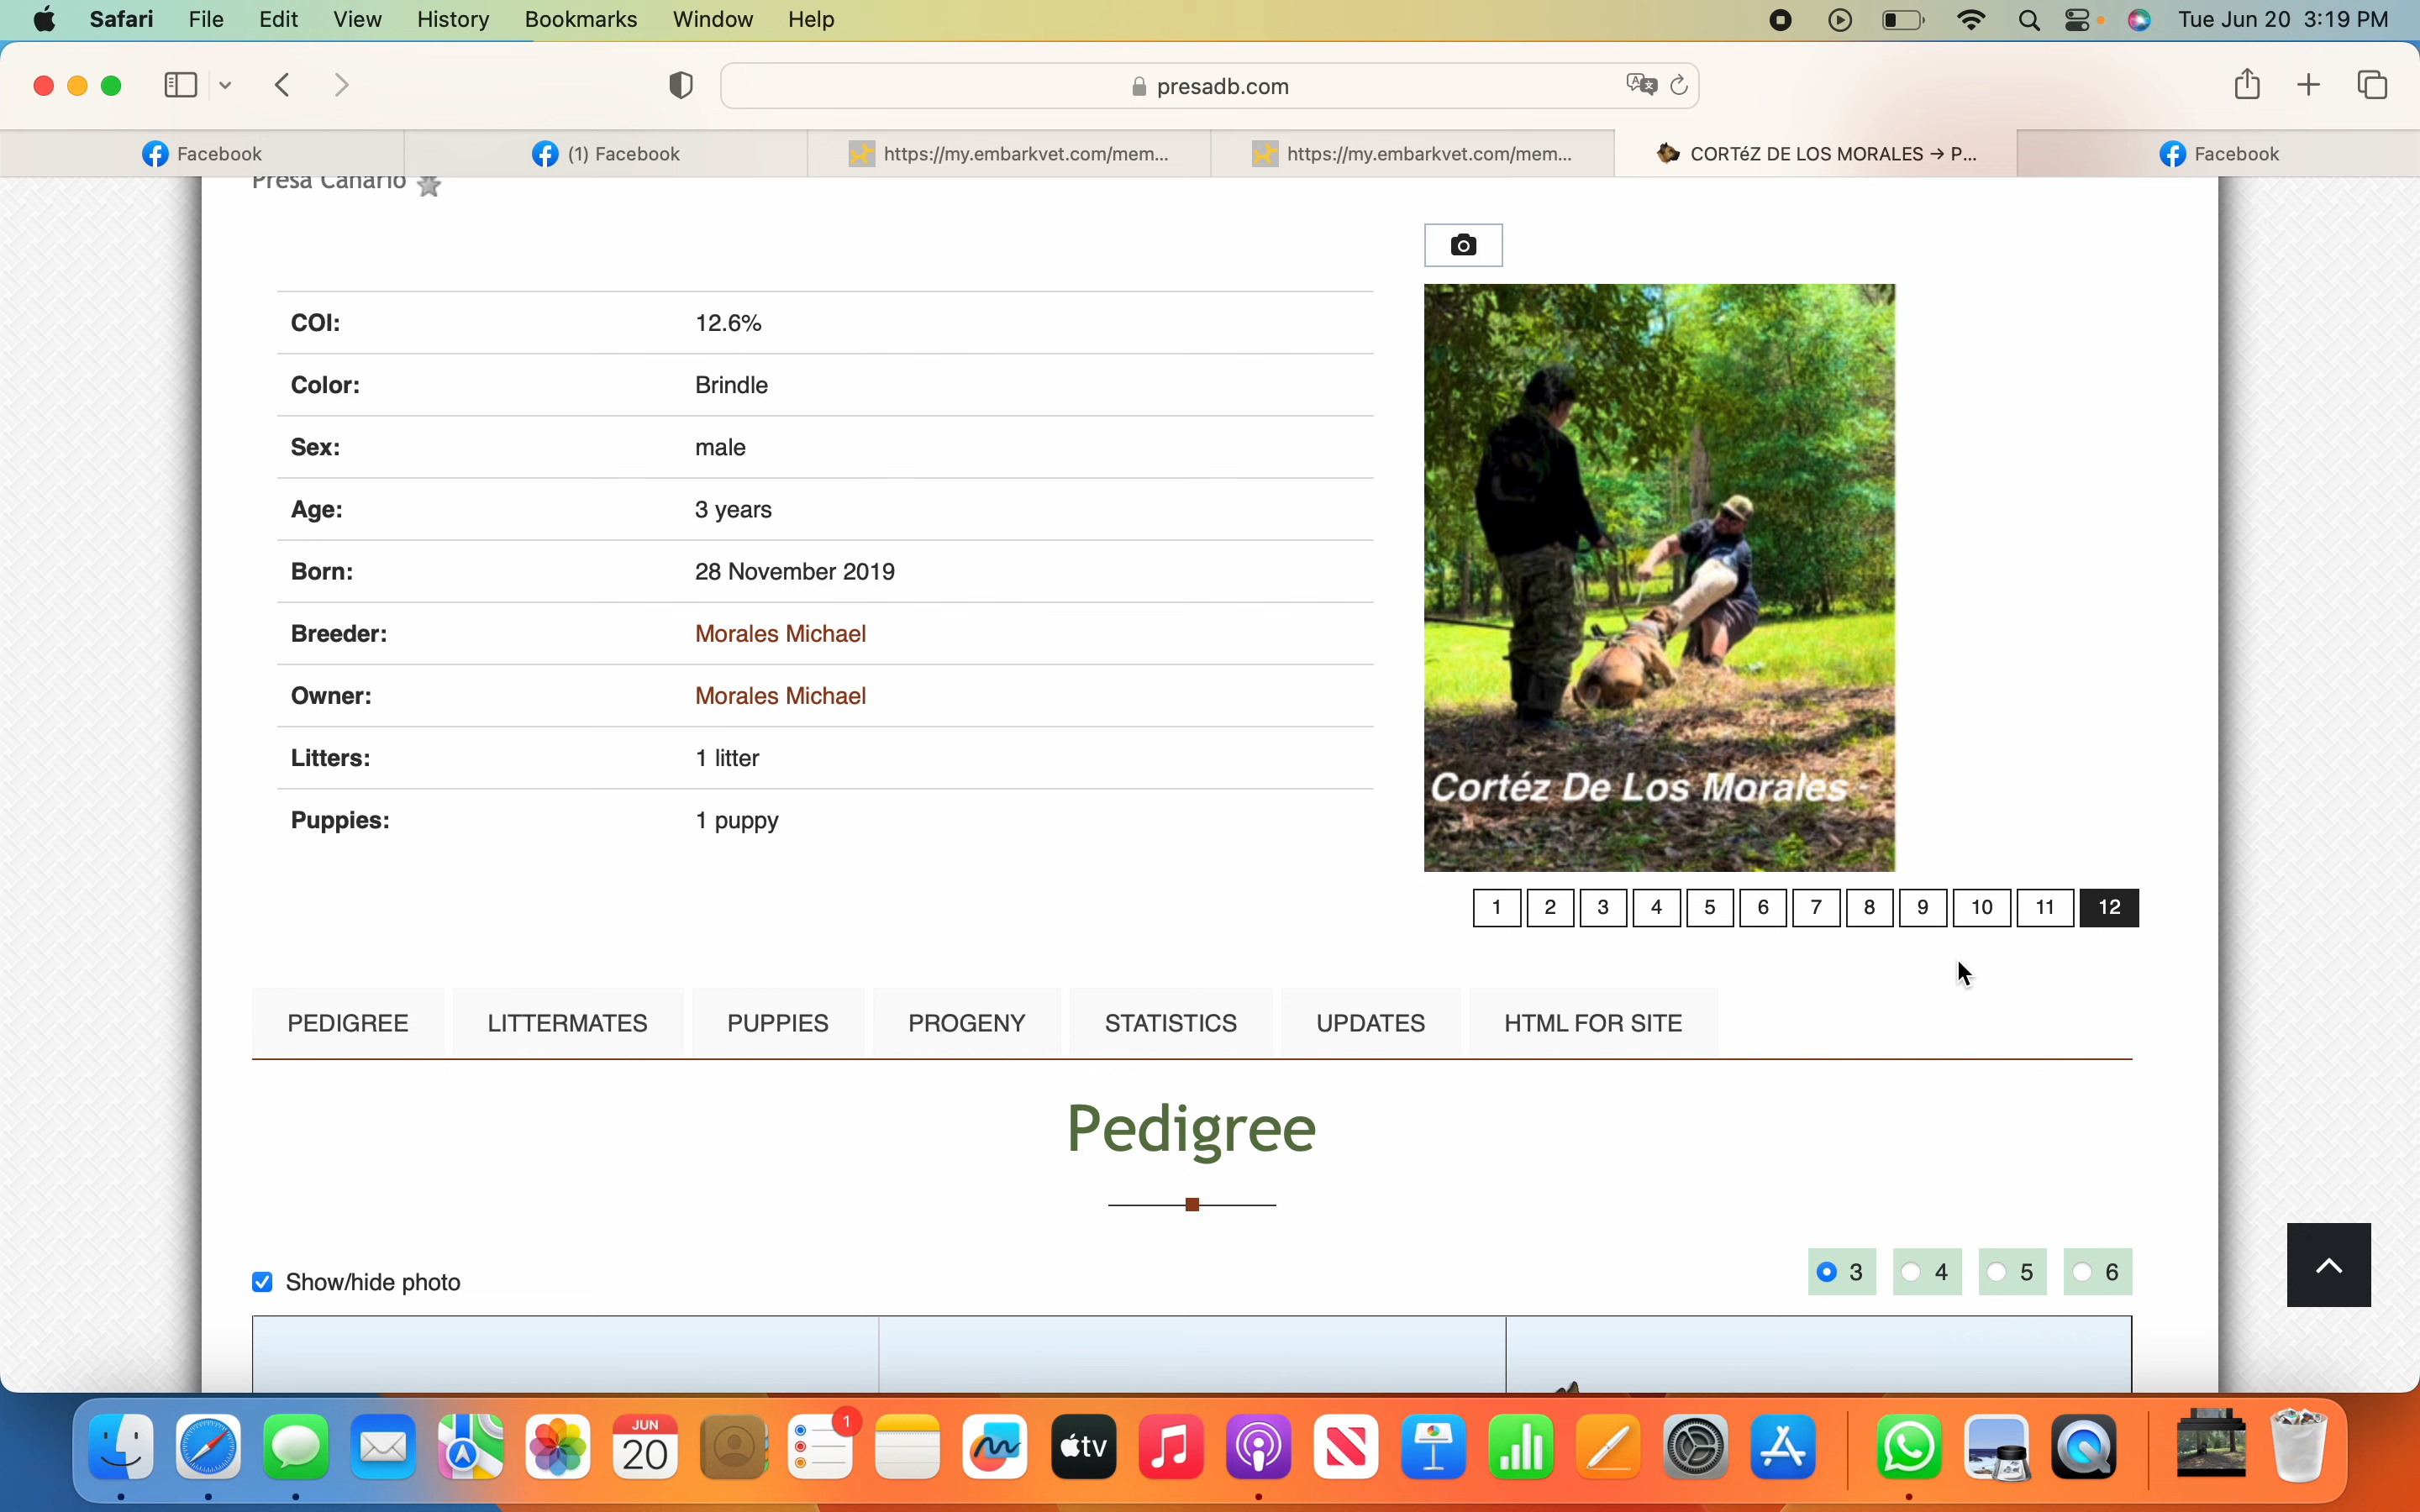 Safari File Edit View History Bookmarks Window Help Tue Jun 20 3:19 PM
presadb.com
Facebook (1) Facebook https://my.embarkvet.com/mem... https://my.embarkvet.com/mem... CORTéZ DE LOS MORALES → P... Facebook
Presa Canario
COI: 12.6%
Color: Brindle
Sex: male
Age: 3 years
Born: 28 November 2019
Breeder: Morales Michael
Owner: Morales Michael
Litters: 1 litter
Puppies: 1 puppy
Cortéz De Los Morales
1 2 3 4 5 6 7 8 9 10 11 12
PEDIGREE LITTERMATES PUPPIES PROGENY STATISTICS UPDATES HTML FOR SITE
Pedigree
Show/hide photo 3 4 5 6
JUN
20
1
tv